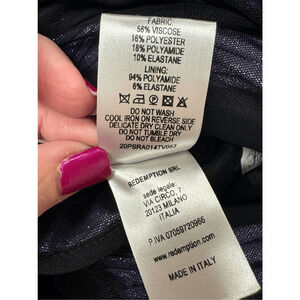 FABRIC:
56% VISCOSE
16% POLYESTER
18% POLYAMIDE
10% ELASTANE
LINING:
94% POLYAMIDE
6% ELASTANE
DO NOT WASH
COOL IRON ON REVERSE SIDE
DELICATE DRY CLEAN ONLY
DO NOT TUMBLE DRY
DO NOT BLEACH
20PSRA014TV053
REDEMPTION SRL
sede legale:
VIA CIRCO, 7
20123 MILANO
ITALIA
P.IVA 07059720966
www.redemption.com
MADE IN ITALY